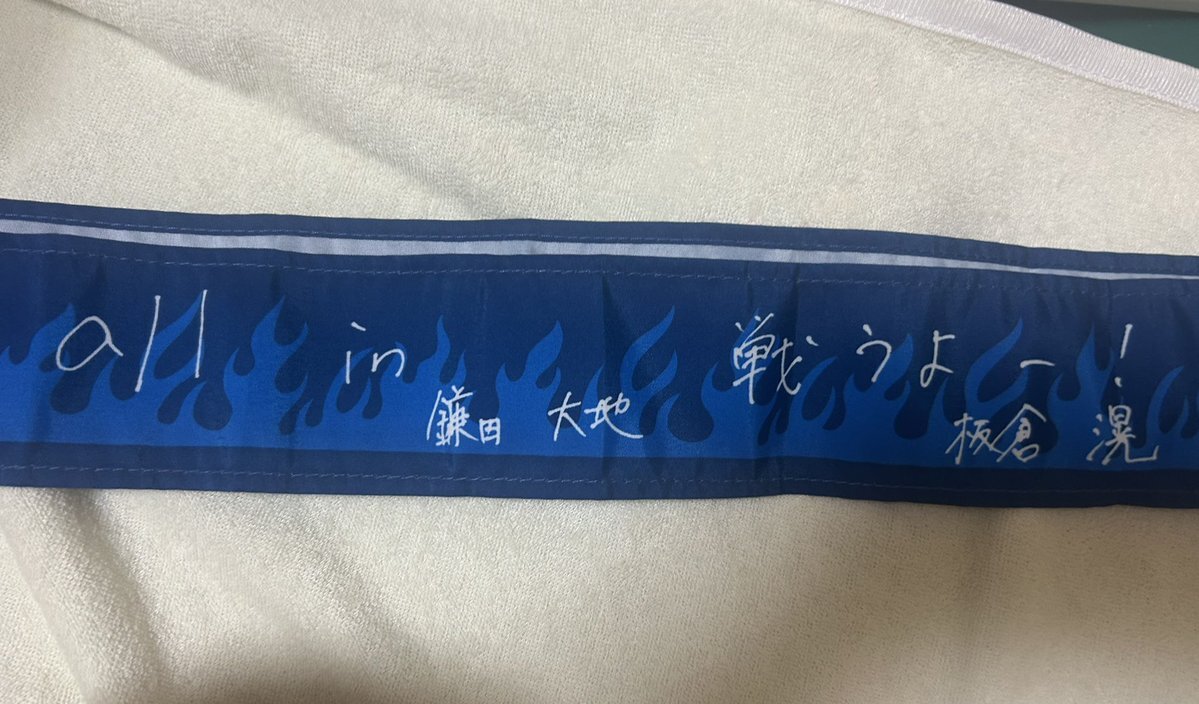 all in
鎌田 大地
戦うよー!
板倉 滉